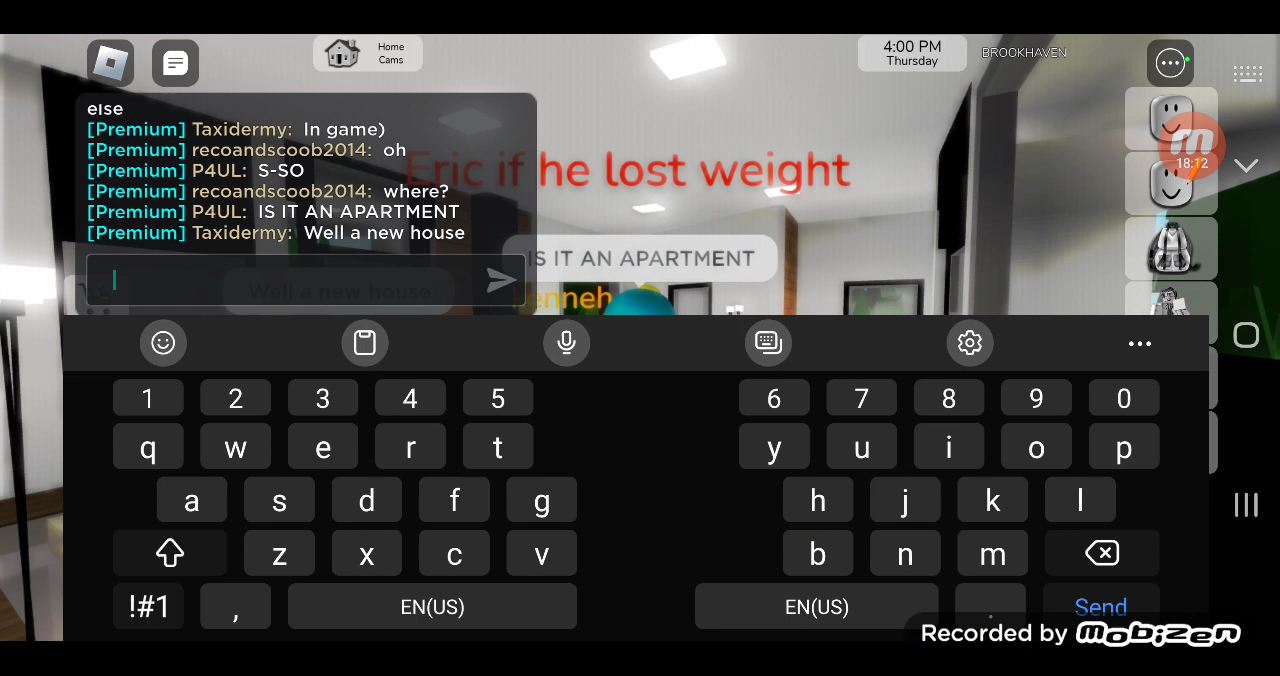 Home
Cams
4:00 PM
Thursday
BROOKHAVEN
else
[Premium] Taxidermy: In game)
[Premium] recoandscoob2014: oh
[Premium] P4UL: S-SO
[Premium] recoandscoob2014: where?
[Premium] P4UL: IS IT AN APARTMENT
[Premium] Taxidermy: Well a new house
Eric if he lost weight
18:12
IS IT AN APARTMENT
Well a new house
enneh
1 2 3 4 5 6 7 8 9 0
q w e r t y u i o p
a s d f g h j k l
z x c v b n m
!#1 , EN(US) EN(US) . Send
Recorded by mobizen